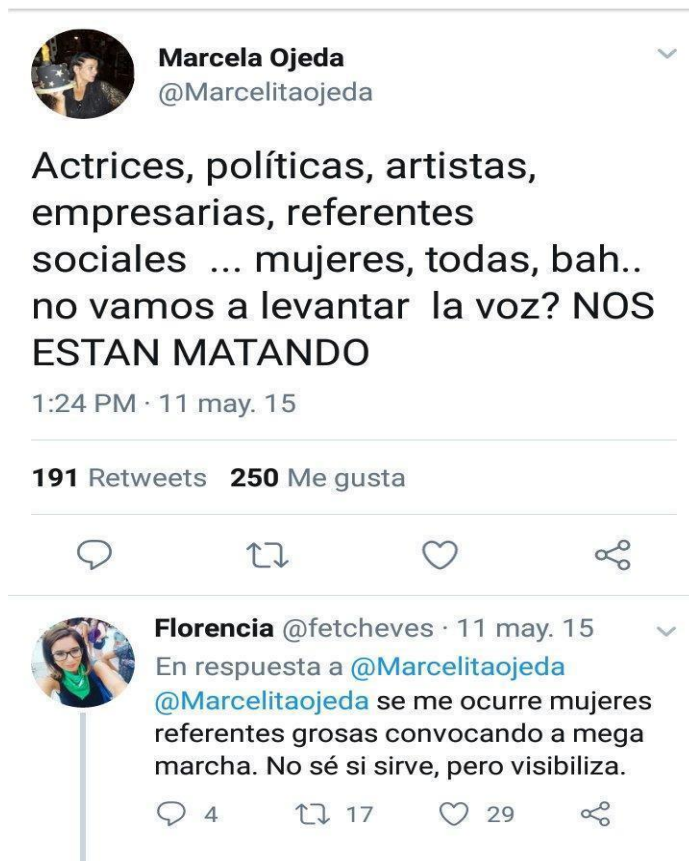 Marcela Ojeda
@Marcelitaojeda
Actrices, políticas, artistas,
empresarias, referentes
sociales ... mujeres, todas, bah..
no vamos a levantar la voz? NOS
ESTAN MATANDO
1:24 PM · 11 may. 15
191 Retweets 250 Me gusta
Florencia @fetcheves · 11 may. 15
En respuesta a @Marcelitaojeda
@Marcelitaojeda se me ocurre mujeres
referentes grosas convocando a mega
marcha. No sé si sirve, pero visibiliza.
4 17 29